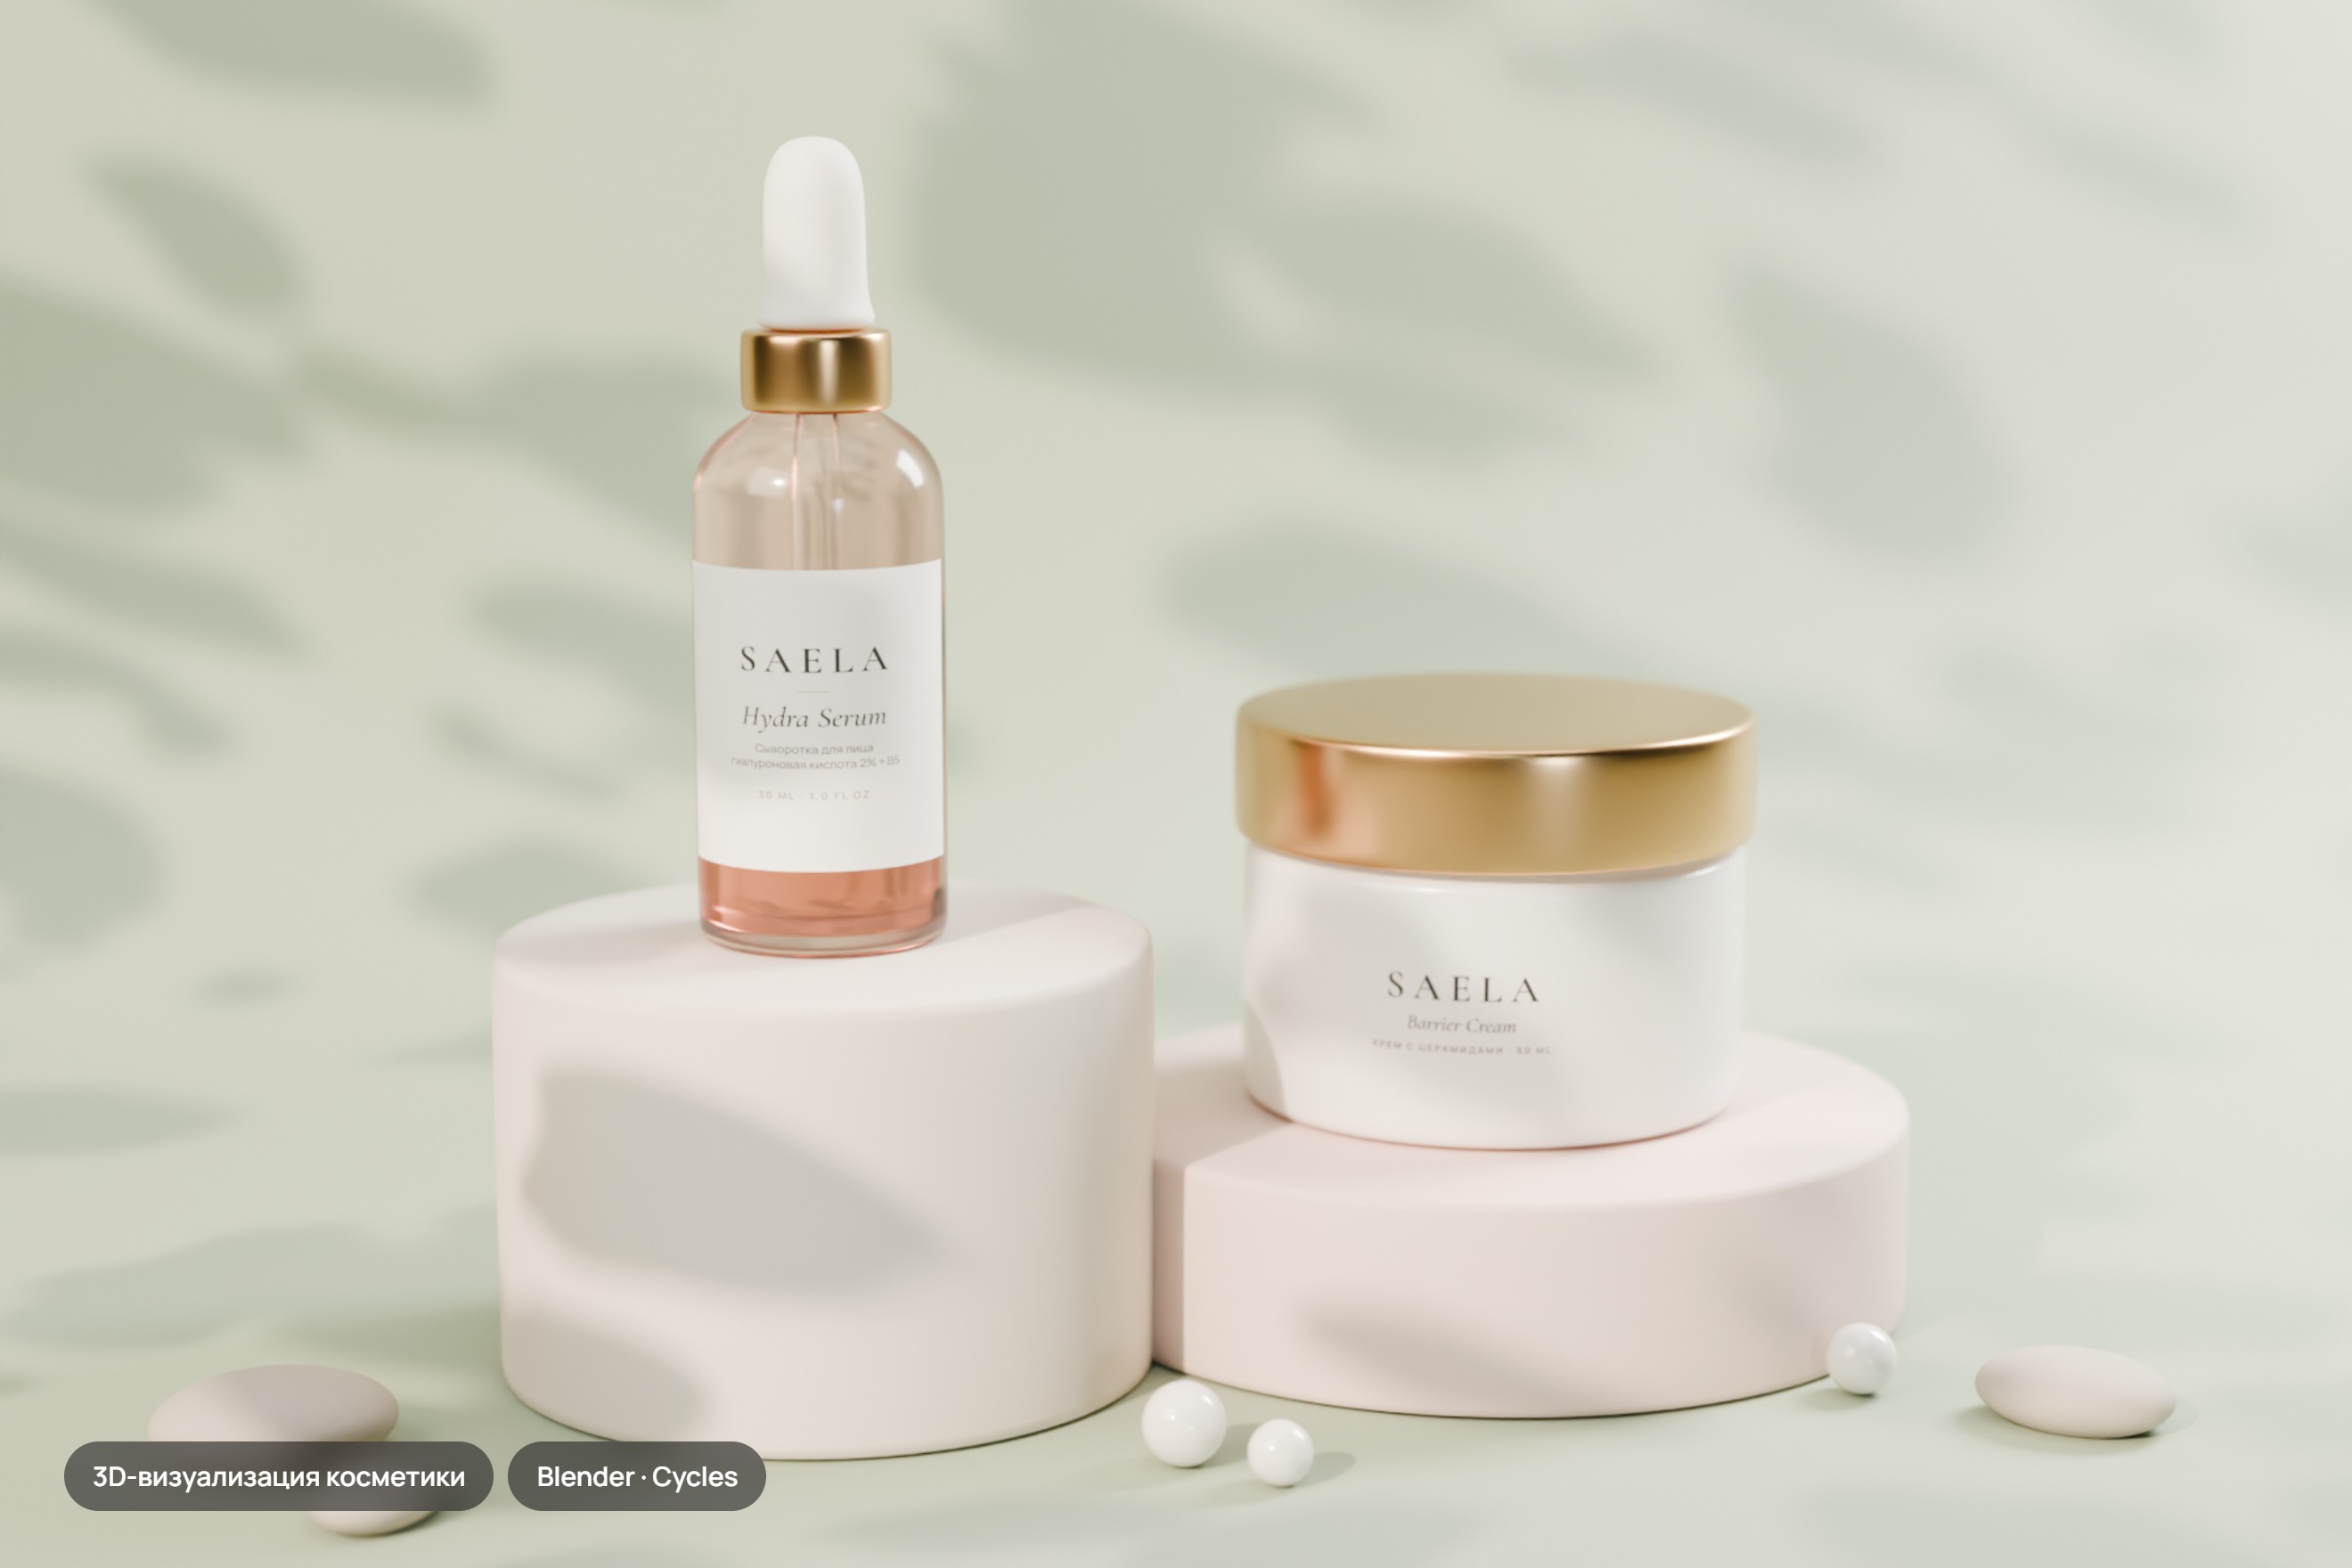 SAELA
Hydra Serum
Сыворотка для лица
гиалуроновая кислота 2% + B5
30 ML · 1.0 FL OZ
SAELA
Barrier Cream
КРЕМ С ЦЕРАМИДАМИ · 50 ML
3D-визуализация косметики
Blender · Cycles